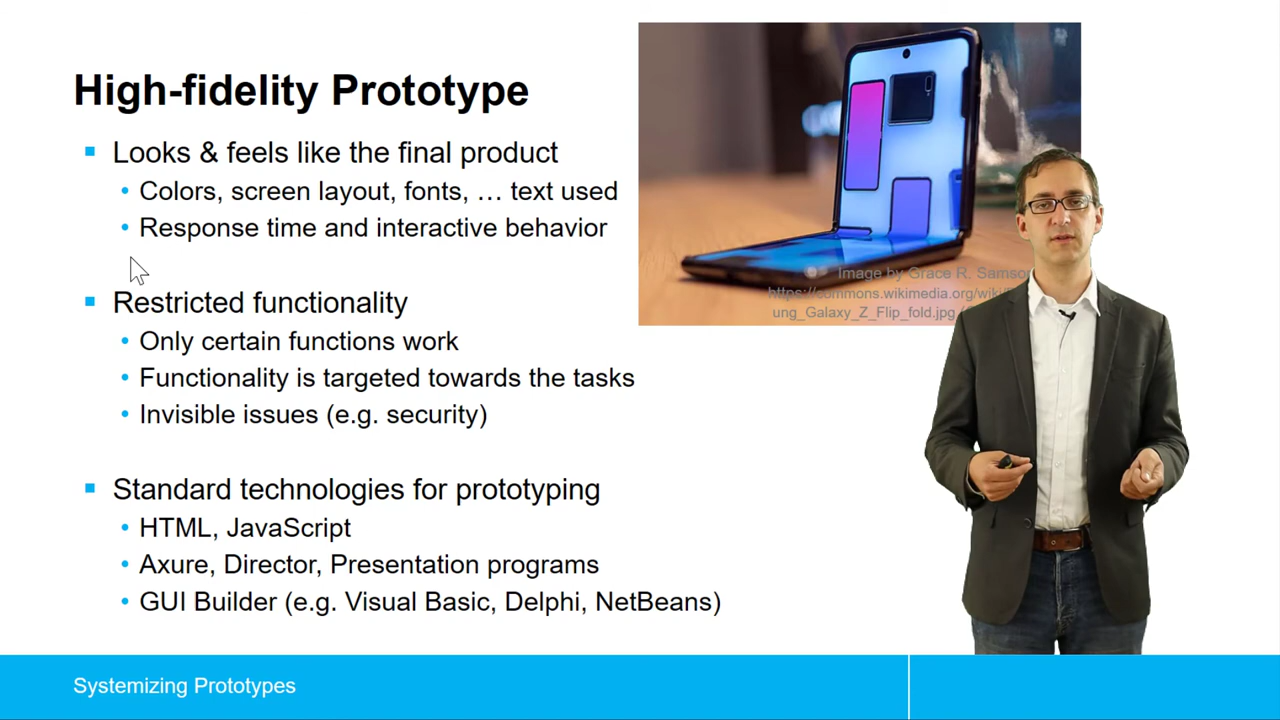 High-fidelity Prototype
Looks & feels like the final product
Colors, screen layout, fonts, … text used
Response time and interactive behavior
Restricted functionality
Only certain functions work
Functionality is targeted towards the tasks
Invisible issues (e.g. security)
Standard technologies for prototyping
HTML, JavaScript
Axure, Director, Presentation programs
GUI Builder (e.g. Visual Basic, Delphi, NetBeans)
Image by Grace R. Samson
https://commons.wikimedia.org/wiki/
ung_Galaxy_Z_Flip_fold.jpg
Systemizing Prototypes